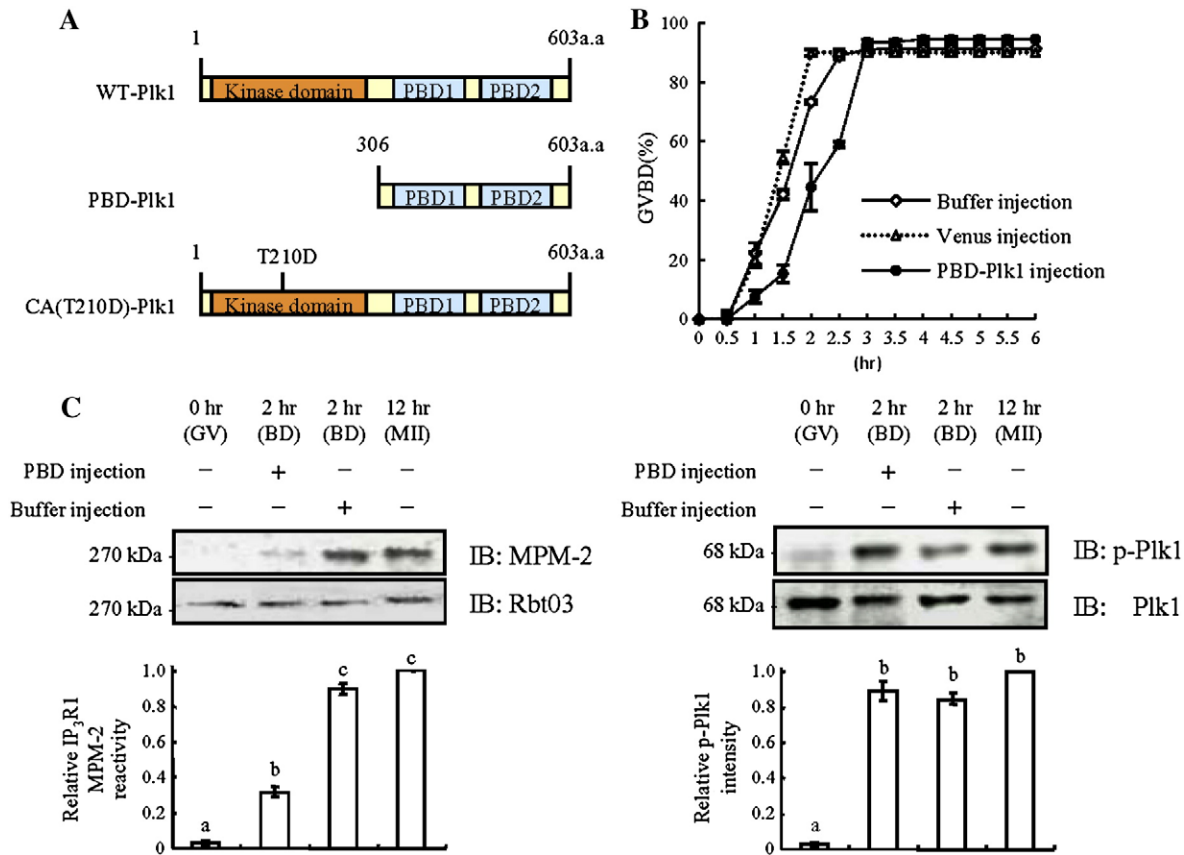 A
1
603a.a
WT-Plk1
Kinase domain
PBD1
PBD2
306
603a.a
PBD-Plk1
PBD1
PBD2
1
T210D
603a.a
CA(T210D)-Plk1
Kinase domain
PBD1
PBD2
B
100
80
60
40
20
0
GVBD(%)
Buffer injection
Venus injection
PBD-Plk1 injection
0 0.5 1 1.5 2 2.5 3 3.5 4 4.5 5 5.5 6
(hr)
C
0 hr 2 hr 2 hr 12 hr
(GV) (BD) (BD) (MII)
PBD injection − + − −
Buffer injection − − + −
270 kDa
IB: MPM-2
270 kDa
IB: Rbt03
Relative IP3R1
MPM-2
reactivity
1.0
0.8
0.6
0.4
0.2
0
a
b
c
c
0 hr 2 hr 2 hr 12 hr
(GV) (BD) (BD) (MII)
PBD injection − + − −
Buffer injection − − + −
68 kDa
IB: p-Plk1
68 kDa
IB: Plk1
Relative p-Plk1
intensity
1.0
0.8
0.6
0.4
0.2
0
a
b
b
b